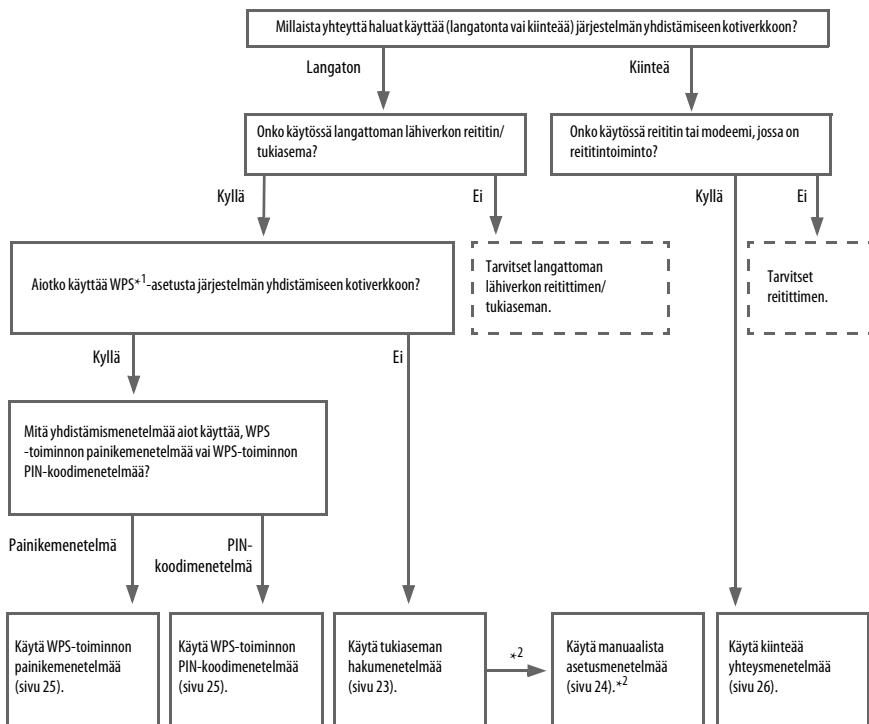 Millaista yhteyttä haluat käyttää (langatonta vai kiinteää) järjestelmän yhdistämiseen kotiverkkoon?
Langaton
Kiinteä
Onko käytössä langattoman lähiverkon reititin/
tukiasema?
Onko käytössä reititin tai modeemi, jossa on
reititintoiminto?
Kyllä
Ei
Kyllä
Ei
Aiotko käyttää WPS*1-asetusta järjestelmän yhdistämiseen kotiverkkoon?
Tarvitset langattoman
lähiverkon reitittimen/
tukiaseman.
Tarvitset
reitittimen.
Kyllä
Ei
Mitä yhdistämismenetelmää aiot käyttää, WPS
-toiminnon painikemenetelmää vai WPS-toiminnon
PIN-koodimenetelmää?
Painikemenetelmä
PIN-
koodimenetelmä
Käytä WPS-toiminnon
painikemenetelmää
(sivu 25).
Käytä WPS-toiminnon
PIN-koodimenetelmää
(sivu 25).
Käytä tukiaseman
hakumenetelmää
(sivu 23).
*2
Käytä manuaalista
asetusmenetelmää
(sivu 24).*2
Käytä kiinteää
yhteysmenetelmää
(sivu 26).